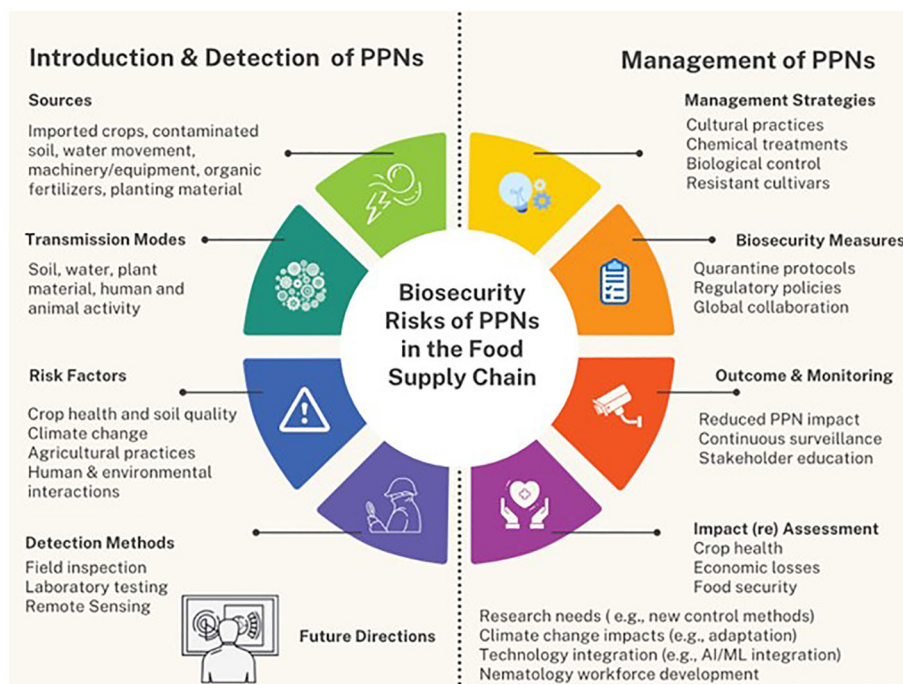 Introduction & Detection of PPNs
Sources
Imported crops, contaminated
soil, water movement,
machinery/equipment, organic
fertilizers, planting material
Transmission Modes
Soil, water, plant
material, human and
animal activity
Risk Factors
Crop health and soil quality
Climate change
Agricultural practices
Human & environmental
interactions
Detection Methods
Field inspection
Laboratory testing
Remote Sensing
Biosecurity
Risks of PPNs
in the Food
Supply Chain
Management of PPNs
Management Strategies
Cultural practices
Chemical treatments
Biological control
Resistant cultivars
Biosecurity Measures
Quarantine protocols
Regulatory policies
Global collaboration
Outcome & Monitoring
Reduced PPN impact
Continuous surveillance
Stakeholder education
Impact (re) Assessment
Crop health
Economic losses
Food security
Future Directions
Research needs ( e.g., new control methods)
Climate change impacts (e.g., adaptation)
Technology integration (e.g., AI/ML integration)
Nematology workforce development